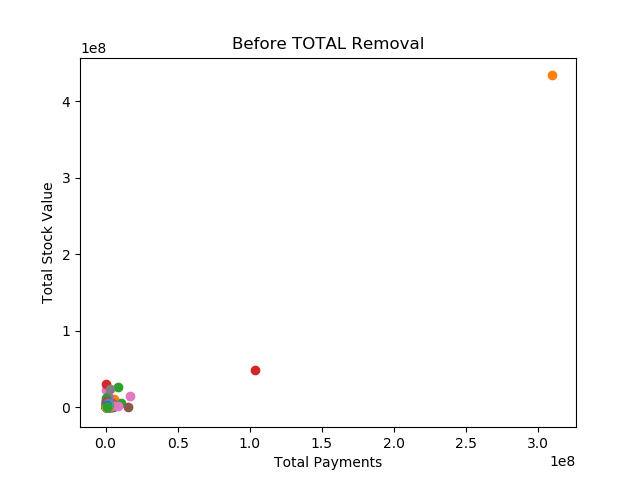 Before TOTAL Removal
1e8
4
3
2
1
0
Total Stock Value
0.0 0.5 1.0 1.5 2.0 2.5 3.0
1e8
Total Payments